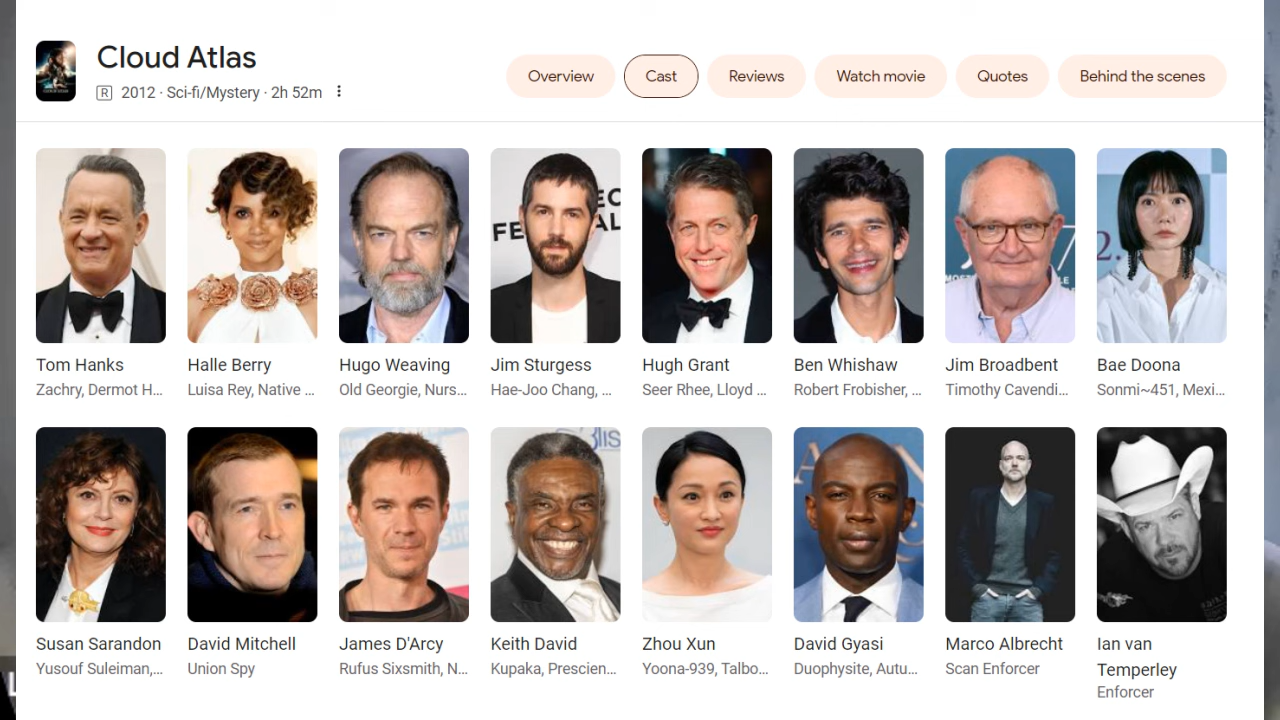 Cloud Atlas
R 2012 · Sci-fi/Mystery · 2h 52m
Overview
Cast
Reviews
Watch movie
Quotes
Behind the scenes
Tom Hanks
Zachry, Dermot H...
Halle Berry
Luisa Rey, Native ...
Hugo Weaving
Old Georgie, Nurs...
Jim Sturgess
Hae-Joo Chang, ...
Hugh Grant
Seer Rhee, Lloyd ...
Ben Whishaw
Robert Frobisher, ...
Jim Broadbent
Timothy Cavendi...
Bae Doona
Sonmi~451, Mexi...
Susan Sarandon
Yusouf Suleiman,...
David Mitchell
Union Spy
James D'Arcy
Rufus Sixsmith, N...
Keith David
Kupaka, Prescien...
Zhou Xun
Yoona-939, Talbo...
David Gyasi
Duophysite, Autu...
Marco Albrecht
Scan Enforcer
Ian van
Temperley
Enforcer